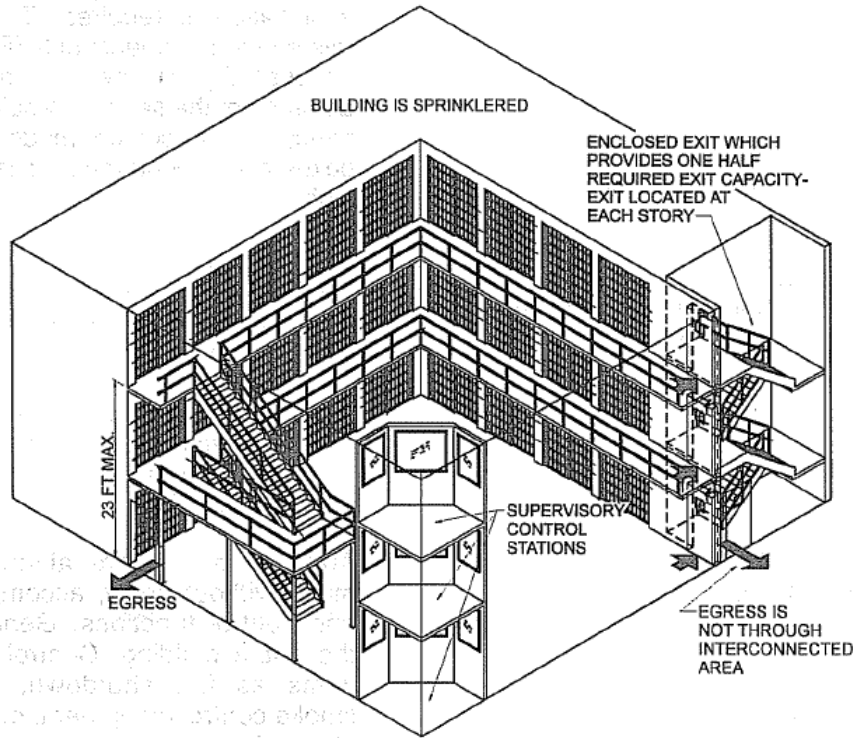 BUILDING IS SPRINKLERED
ENCLOSED EXIT WHICH
PROVIDES ONE HALF
REQUIRED EXIT CAPACITY-
EXIT LOCATED AT
EACH STORY
23 FT MAX.
SUPERVISORY
CONTROL
STATIONS
EGRESS
EGRESS IS
NOT THROUGH
INTERCONNECTED
AREA